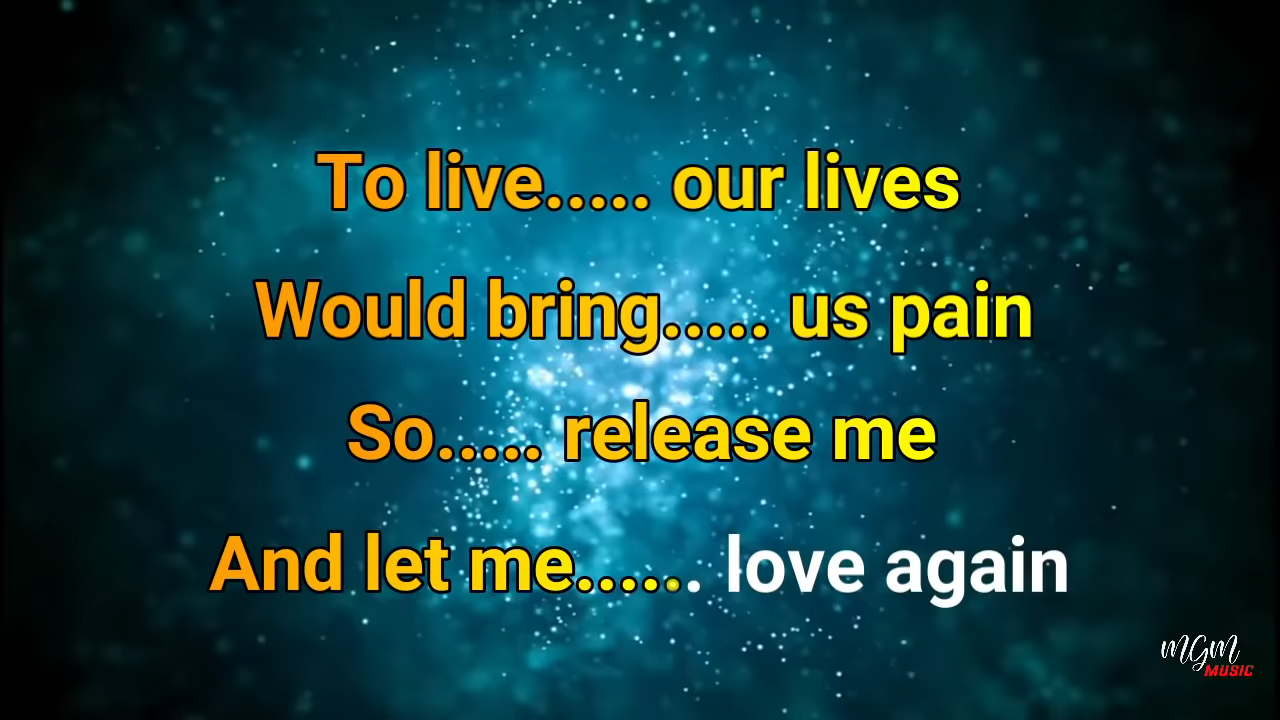 To live..... our lives
Would bring..... us pain
So..... release me
And let me...... love again
MGM
MUSIC